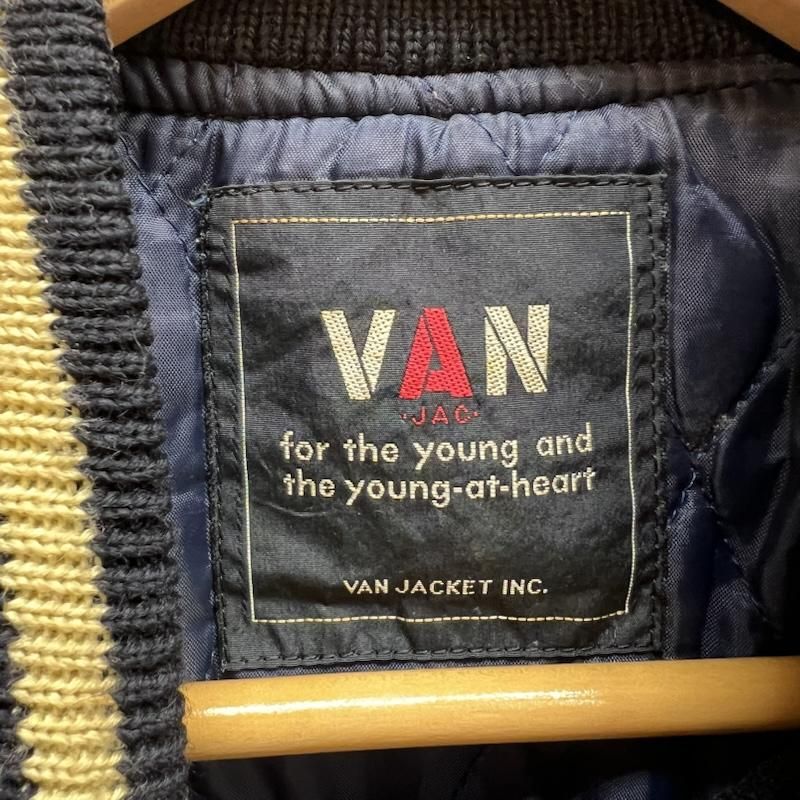 VAN
·JAC·
for the young and
the young-at-heart
VAN JACKET INC.